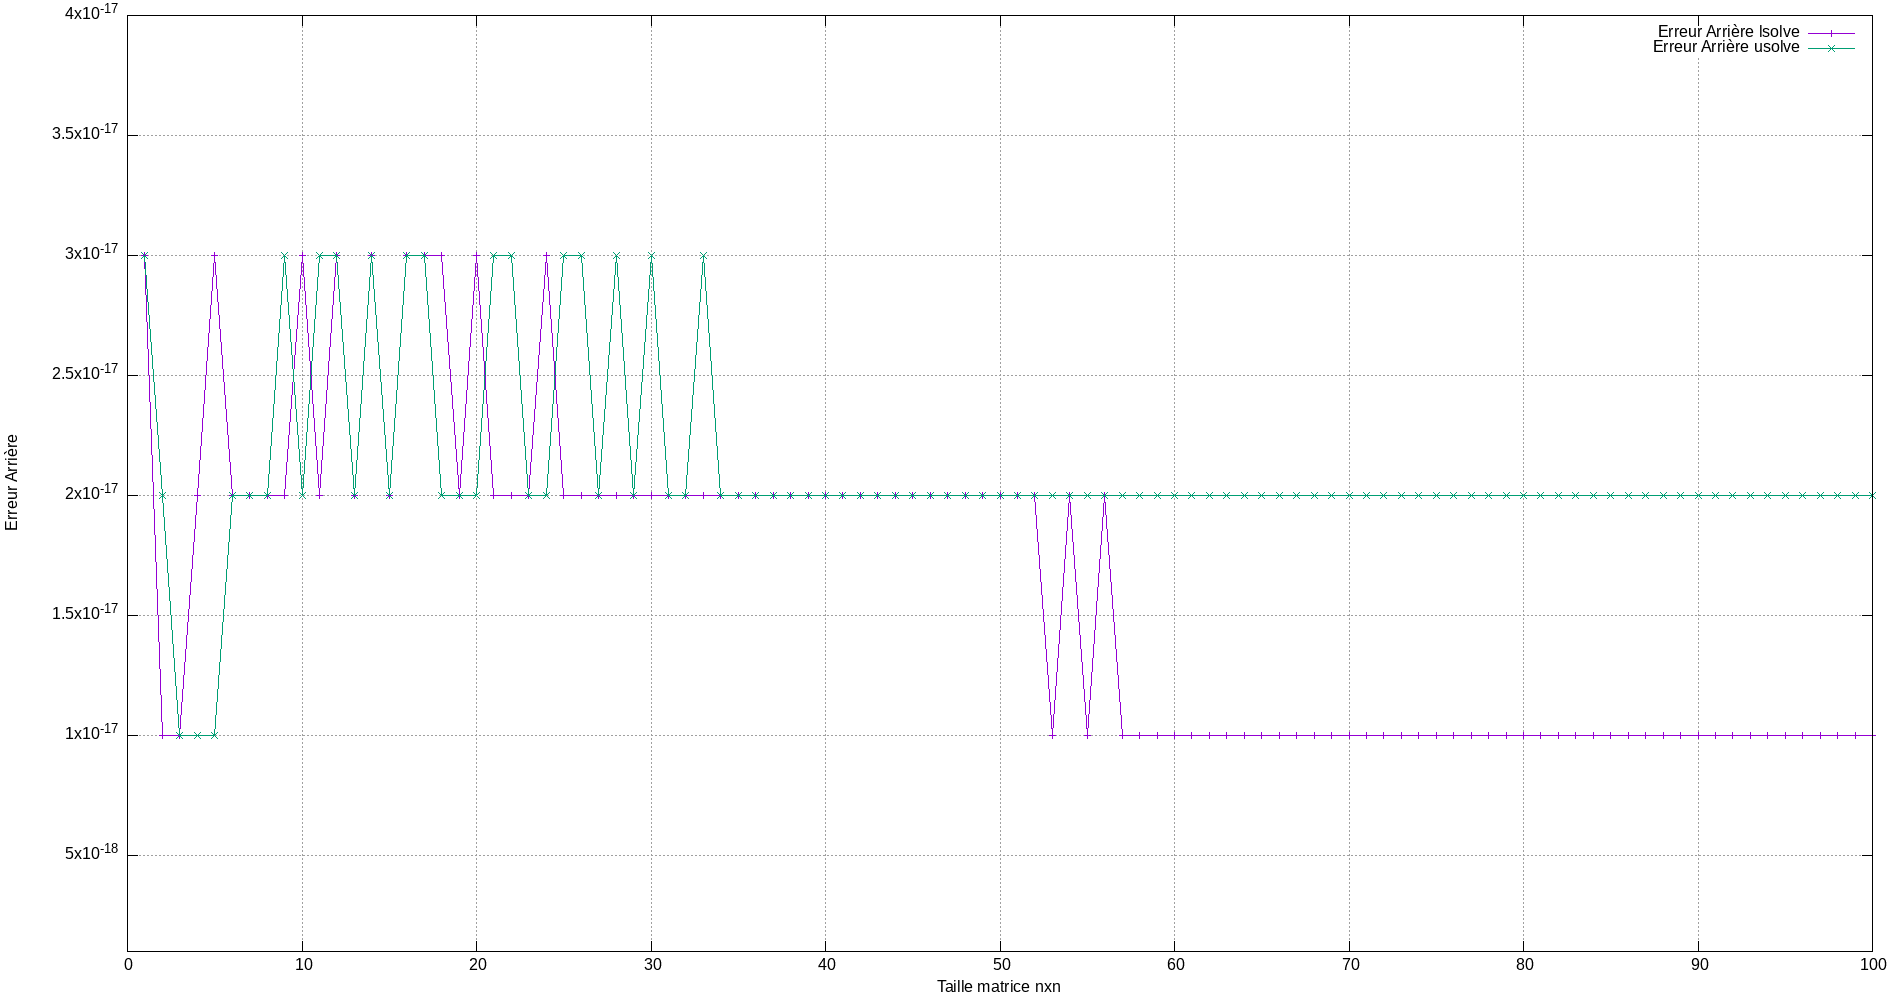 4x10-17
3.5x10-17
3x10-17
2.5x10-17
2x10-17
1.5x10-17
1x10-17
5x10-18
Erreur Arrière
Erreur Arrière lsolve
Erreur Arrière usolve
0 10 20 30 40 50 60 70 80 90 100
Taille matrice nxn